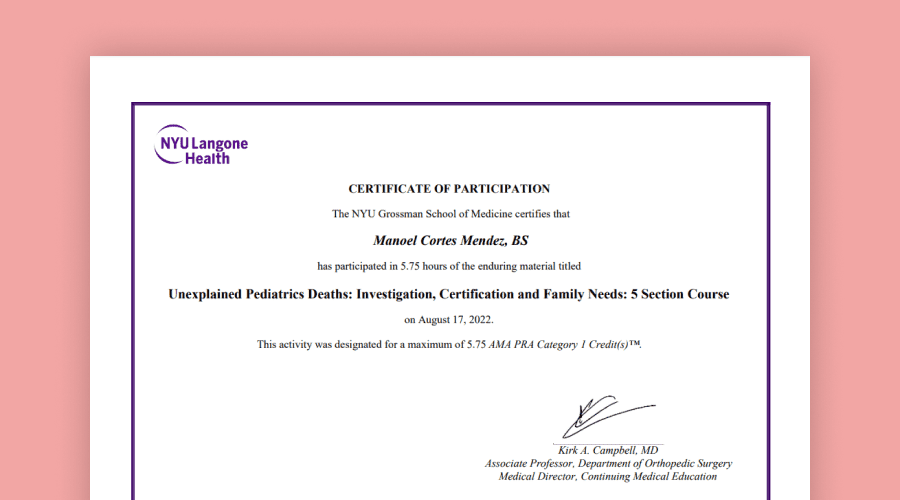 NYU Langone
Health
CERTIFICATE OF PARTICIPATION
The NYU Grossman School of Medicine certifies that
Manoel Cortes Mendez, BS
has participated in 5.75 hours of the enduring material titled
Unexplained Pediatrics Deaths: Investigation, Certification and Family Needs: 5 Section Course
on August 17, 2022.
This activity was designated for a maximum of 5.75 AMA PRA Category 1 Credit(s)™.
Kirk A. Campbell, MD
Associate Professor, Department of Orthopedic Surgery
Medical Director, Continuing Medical Education